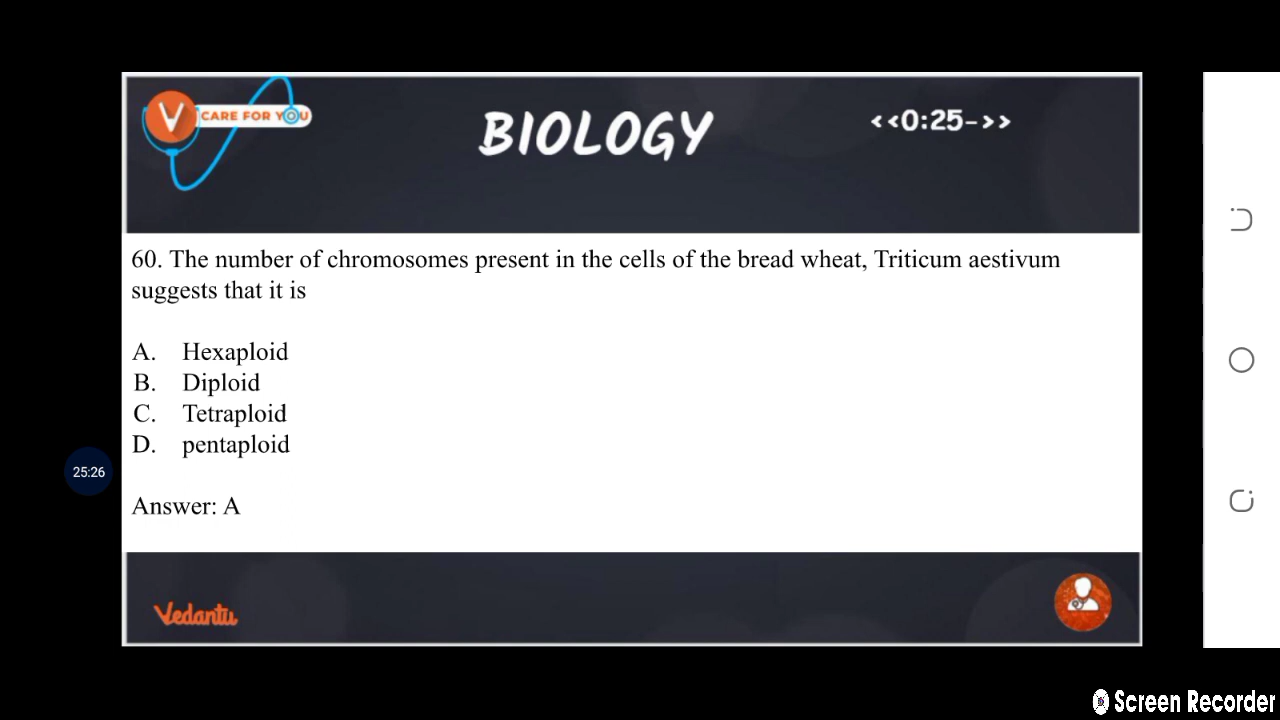 V CARE FOR YOU
BIOLOGY
<<0:25->>
60. The number of chromosomes present in the cells of the bread wheat, Triticum aestivum
suggests that it is
A. Hexaploid
B. Diploid
C. Tetraploid
D. pentaploid
25:26
Answer: A
Vedantu
Screen Recorder